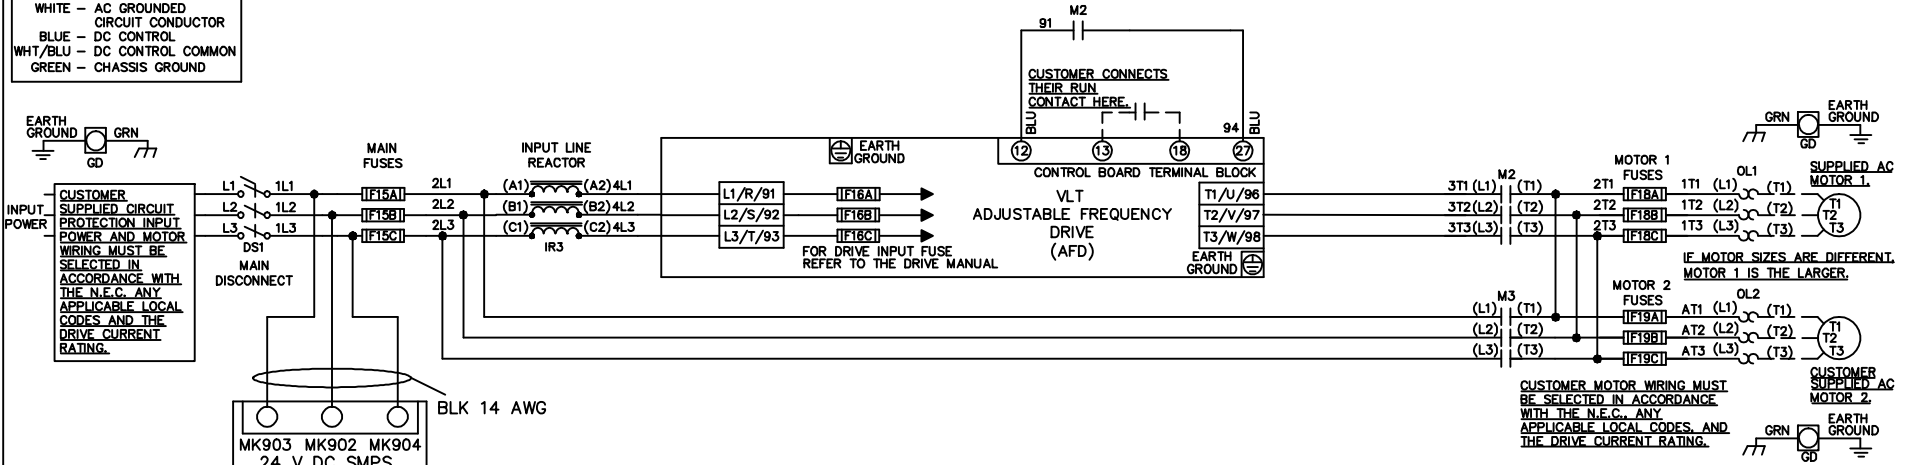 WHITE – AC GROUNDED
CIRCUIT CONDUCTOR
BLUE – DC CONTROL
WHT/BLU – DC CONTROL COMMON
GREEN – CHASSIS GROUND
EARTH
GROUND
GRN
GD
INPUT
POWER
CUSTOMER
SUPPLIED CIRCUIT
PROTECTION INPUT
POWER AND MOTOR
WIRING MUST BE
SELECTED IN
ACCORDANCE WITH
THE N.E.C. ANY
APPLICABLE LOCAL
CODES AND THE
DRIVE CURRENT
RATING.
L1 1L1
L2 1L2
L3 1L3
DS1
MAIN
DISCONNECT
MAIN
FUSES
F15A
F15B
F15C
2L1
2L2
2L3
INPUT LINE
REACTOR
(A1) (A2) 4L1
(B1) (B2) 4L2
(C1) (C2) 4L3
IR3
BLK 14 AWG
MK903 MK902 MK904
24 V DC SMPS
91
M2
CUSTOMER CONNECTS
THEIR RUN
CONTACT HERE.
BLU
94
BLU
12 13 18 27
CONTROL BOARD TERMINAL BLOCK
EARTH
GROUND
L1/R/91
L2/S/92
L3/T/93
F16A
F16B
F16C
FOR DRIVE INPUT FUSE
REFER TO THE DRIVE MANUAL
VLT
ADJUSTABLE FREQUENCY
DRIVE
(AFD)
T1/U/96
T2/V/97
T3/W/98
EARTH
GROUND
M2
3T1 (L1) (T1)
3T2(L2) (T2)
3T3(L3) (T3)
2T1
2T2
2T3
MOTOR 1
FUSES
F18A
F18B
F18C
OL1
1T1 (L1) (T1)
1T2 (L2) (T2)
1T3 (L3) (T3)
GRN
EARTH
GROUND
GD
SUPPLIED AC
MOTOR 1.
T1
T2
T3
IF MOTOR SIZES ARE DIFFERENT,
MOTOR 1 IS THE LARGER.
M3
(L1) (T1)
(L2) (T2)
(L3) (T3)
MOTOR 2
FUSES
F19A
F19B
F19C
OL2
AT1 (L1) (T1)
AT2 (L2) (T2)
AT3 (L3) (T3)
T1
T2
T3
CUSTOMER
SUPPLIED AC
MOTOR 2.
CUSTOMER MOTOR WIRING MUST
BE SELECTED IN ACCORDANCE
WITH THE N.E.C., ANY
APPLICABLE LOCAL CODES, AND
THE DRIVE CURRENT RATING.
GRN
EARTH
GROUND
GD